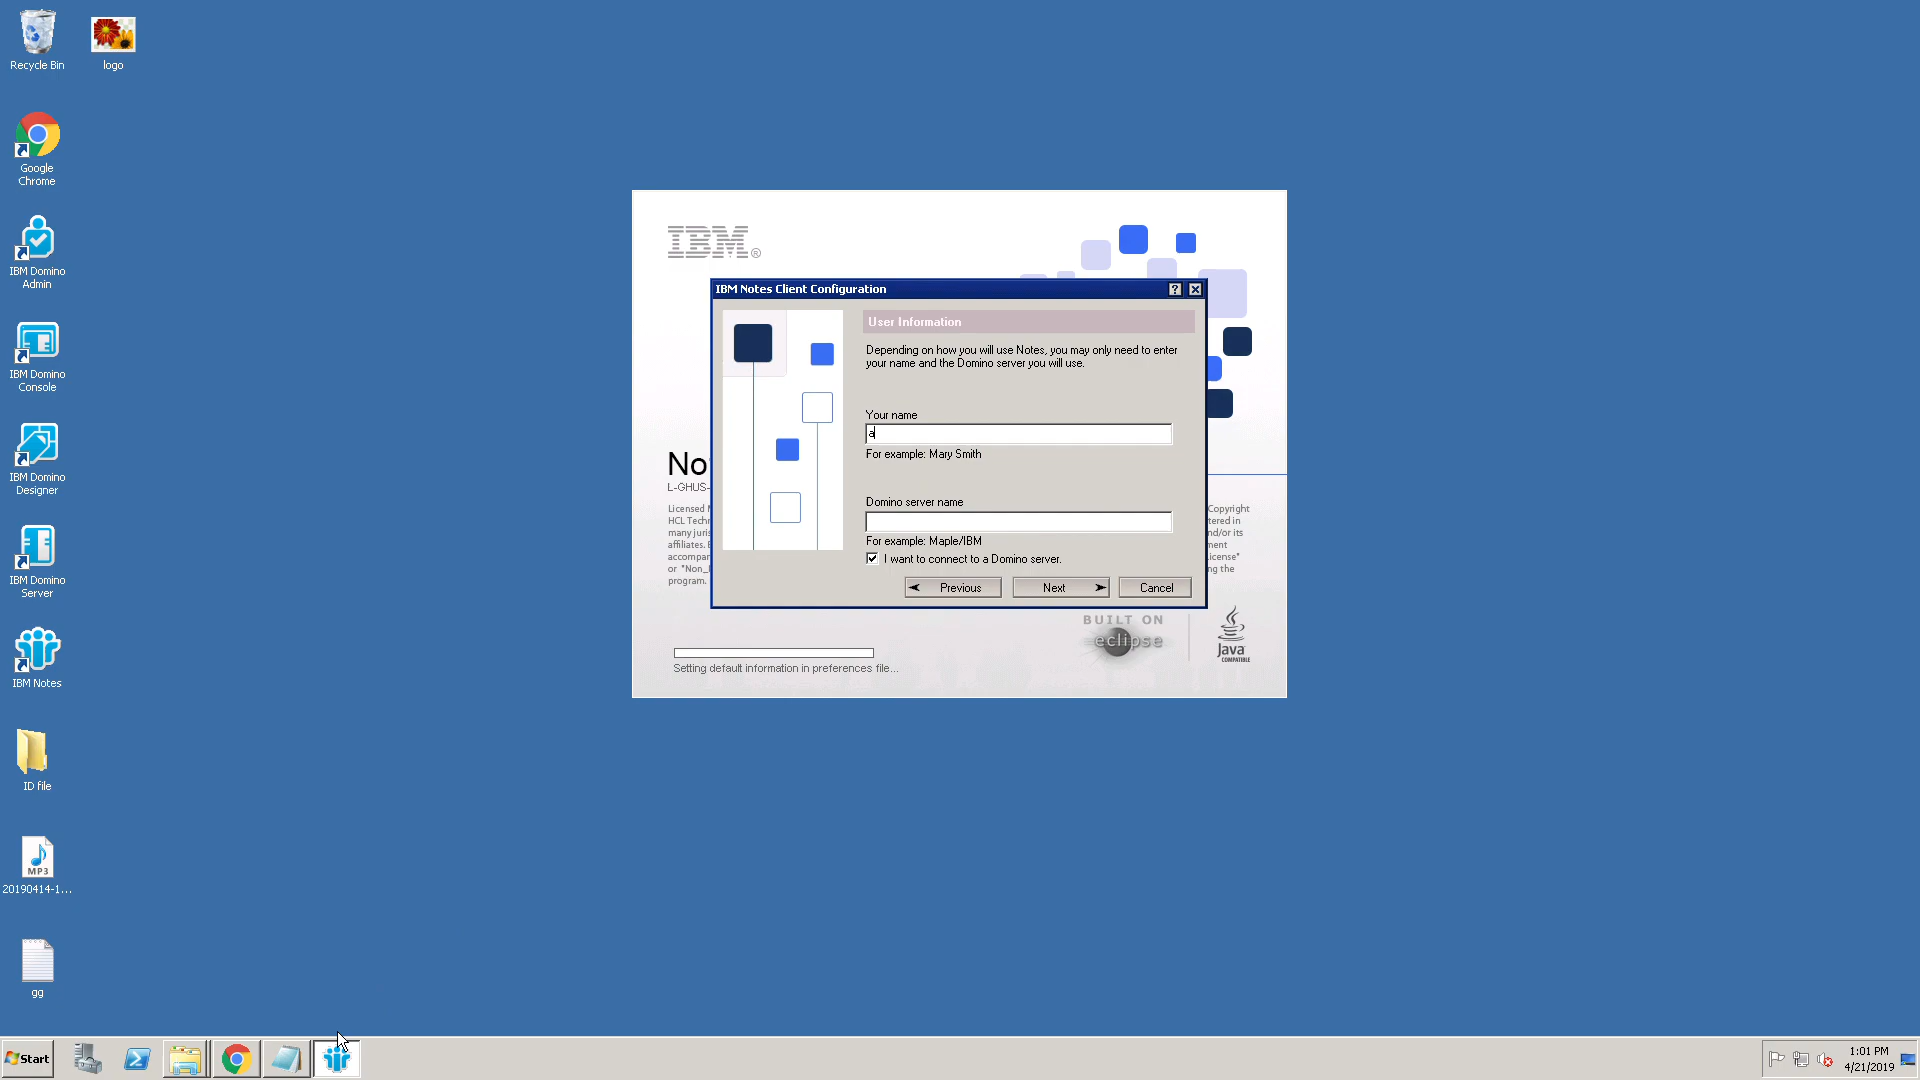 Recycle Bin
logo
Google
Chrome
IBM Domino
Admin
IBM Domino
Console
IBM Domino
Designer
IBM Domino
Server
IBM Notes
ID file
MP3
20190414-1...
gg
IBM®
IBM Notes Client Configuration
User Information
Depending on how you will use Notes, you may only need to enter
your name and the Domino server you will use.
Your name
a
For example: Mary Smith
Domino server name
For example: Maple/IBM
I want to connect to a Domino server.
Previous
Next
Cancel
No
L-GHUS-
Licensed
HCL Tech
many juris
affiliates.
accompan
or "Non_
program.
Copyright
tered in
nd/or its
ment
icense"
ng the
BUILT ON
eclipse
Java
COMPATIBLE
Setting default information in preferences file...
Start
1:01 PM
4/21/2019